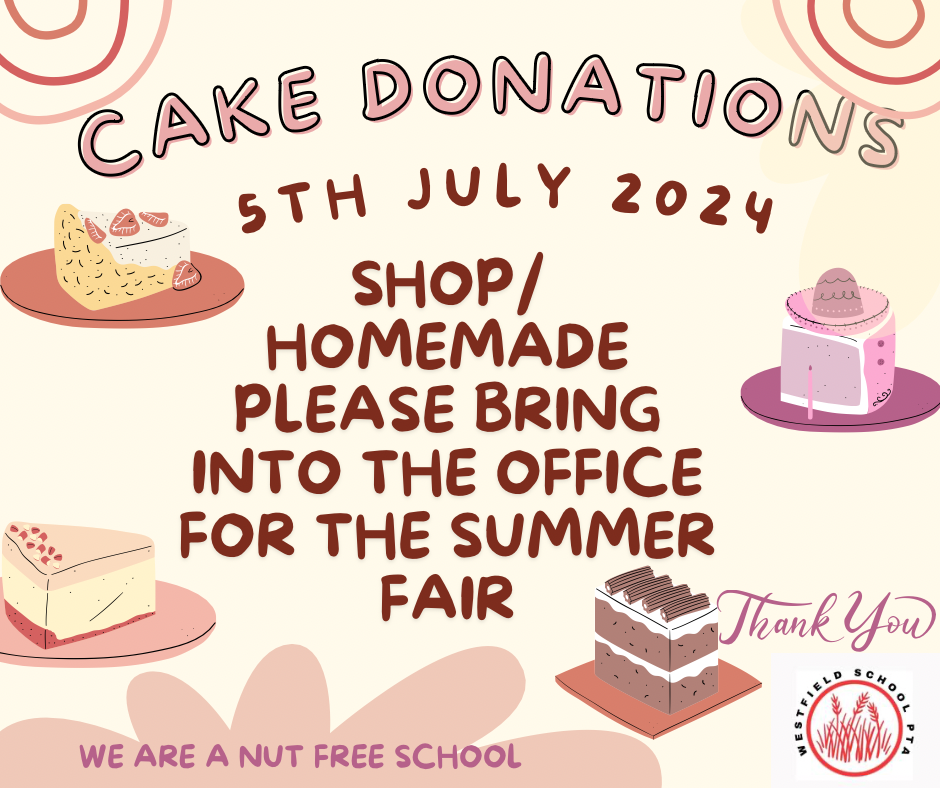 CAKE DONATIONS
5TH JULY 2024
SHOP/
HOMEMADE
PLEASE BRING
INTO THE OFFICE
FOR THE SUMMER
FAIR
Thank You
WESTFIELD SCHOOL PTA
WE ARE A NUT FREE SCHOOL